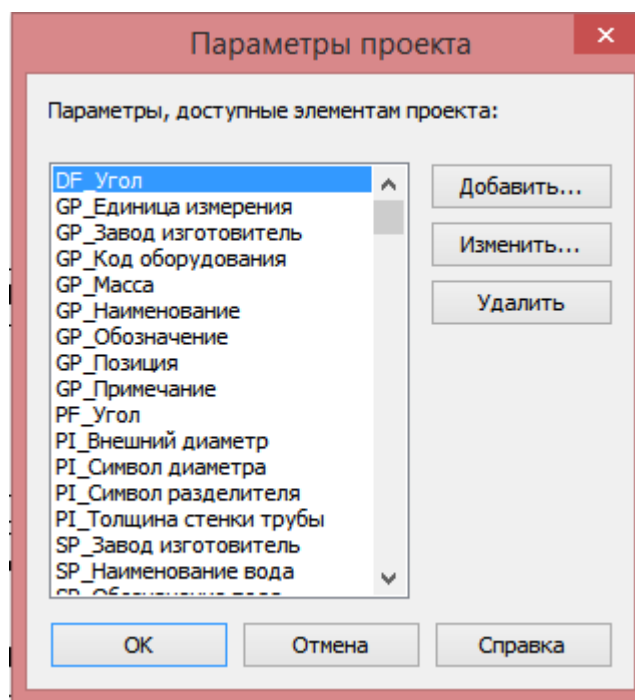 Параметры проекта
Параметры, доступные элементам проекта:
DF_Угол
GP_Единица измерения
GP_Завод изготовитель
GP_Код оборудования
GP_Масса
GP_Наименование
GP_Обозначение
GP_Позиция
GP_Примечание
PF_Угол
PI_Внешний диаметр
PI_Символ диаметра
PI_Символ разделителя
PI_Толщина стенки трубы
SP_Завод изготовитель
SP_Наименование вода
Добавить...
Изменить...
Удалить
OK
Отмена
Справка